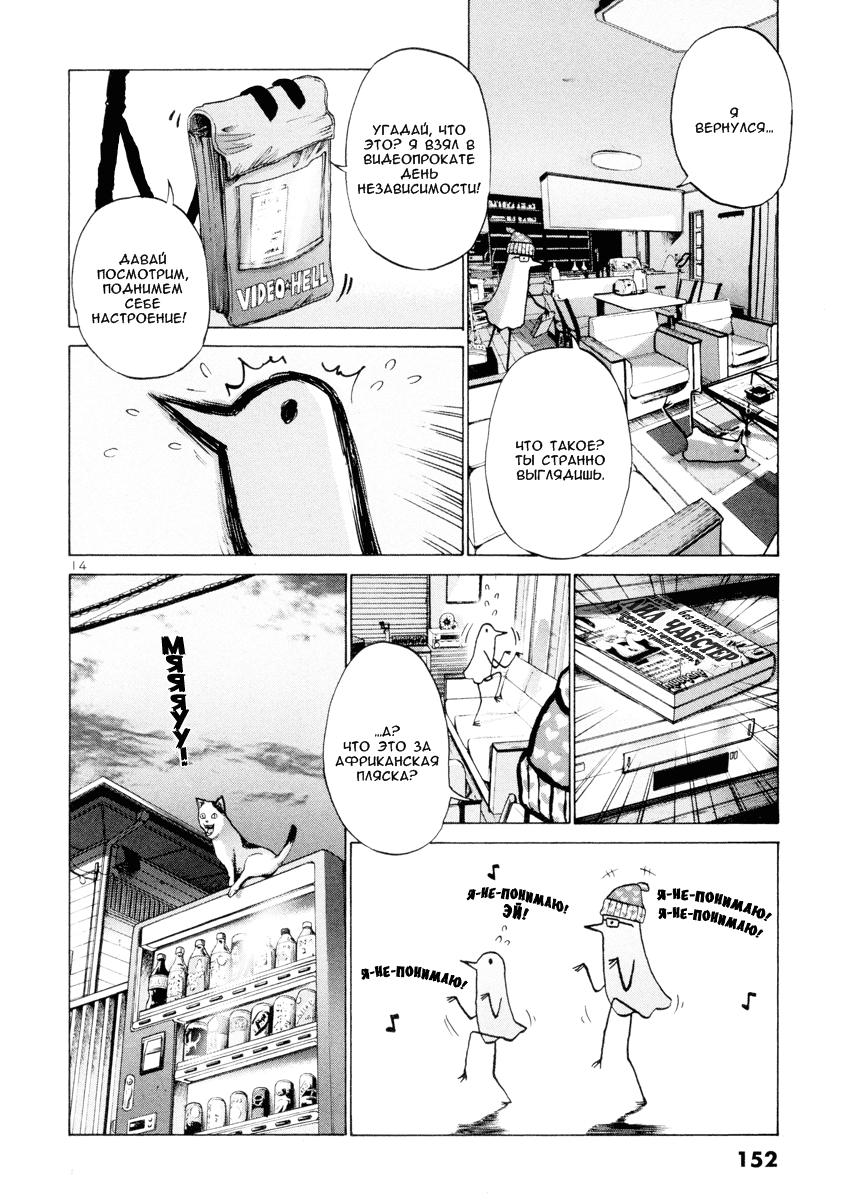 Я
ВЕРНУЛСЯ...
ЧТО ТАКОЕ?
ТЫ СТРАННО
ВЫГЛЯДИШЬ.
УГАДАЙ, ЧТО
ЭТО? Я ВЗЯЛ В
ВИДЕОПРОКАТЕ
ДЕНЬ
НЕЗАВИСИМОСТИ!
VIDEO★HELL
ДАВАЙ
ПОСМОТРИМ,
ПОДНИМЕМ
СЕБЕ
НАСТРОЕНИЕ!
14
ЧАБСТЕР
...А?
ЧТО ЭТО ЗА
АФРИКАНСКАЯ
ПЛЯСКА?
МЯЯЯУУ!
Я-НЕ-ПОНИМАЮ!
Я-НЕ-ПОНИМАЮ!
Я-НЕ-ПОНИМАЮ!
ЭЙ!
Я-НЕ-ПОНИМАЮ!
152